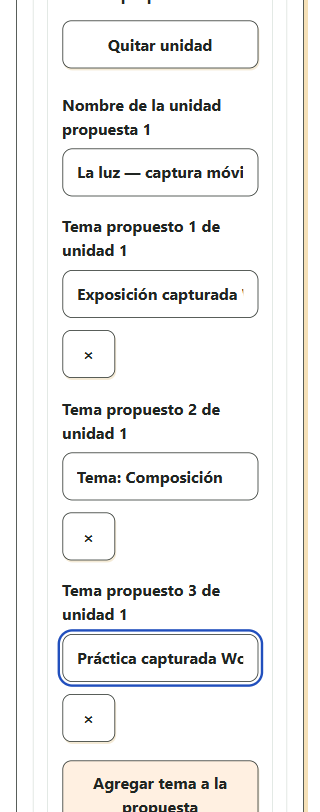 Quitar unidad
Nombre de la unidad
propuesta 1
La luz — captura móvi
Tema propuesto 1 de
unidad 1
Exposición capturada
×
Tema propuesto 2 de
unidad 1
Tema: Composición
×
Tema propuesto 3 de
unidad 1
Práctica capturada Wc
×
Agregar tema a la
propuesta